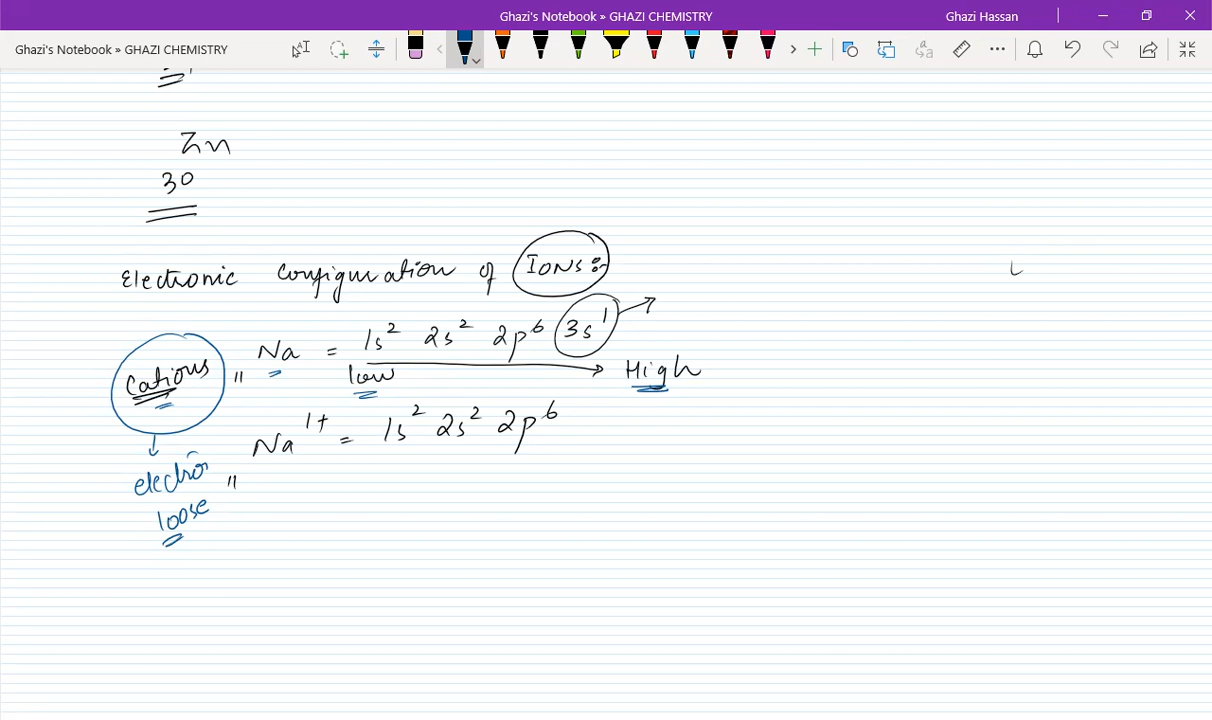 Ghazi's Notebook » GHAZI CHEMISTRY
Ghazi Hassan
Ghazi's Notebook » GHAZI CHEMISTRY
Zn
30
Electronic Configuration of IONS:
Cations
" Na = 1s² 2s² 2p⁶ 3s¹
low High
Na¹⁺ = 1s² 2s² 2p⁶
"
electron
loose